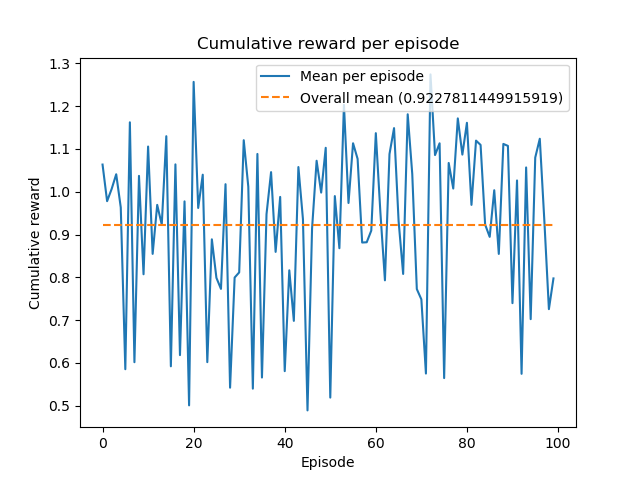 Cumulative reward per episode
1.3
1.2
1.1
1.0
0.9
0.8
0.7
0.6
0.5
Cumulative reward
Mean per episode
Overall mean (0.9227811449915919)
0 20 40 60 80 100
Episode